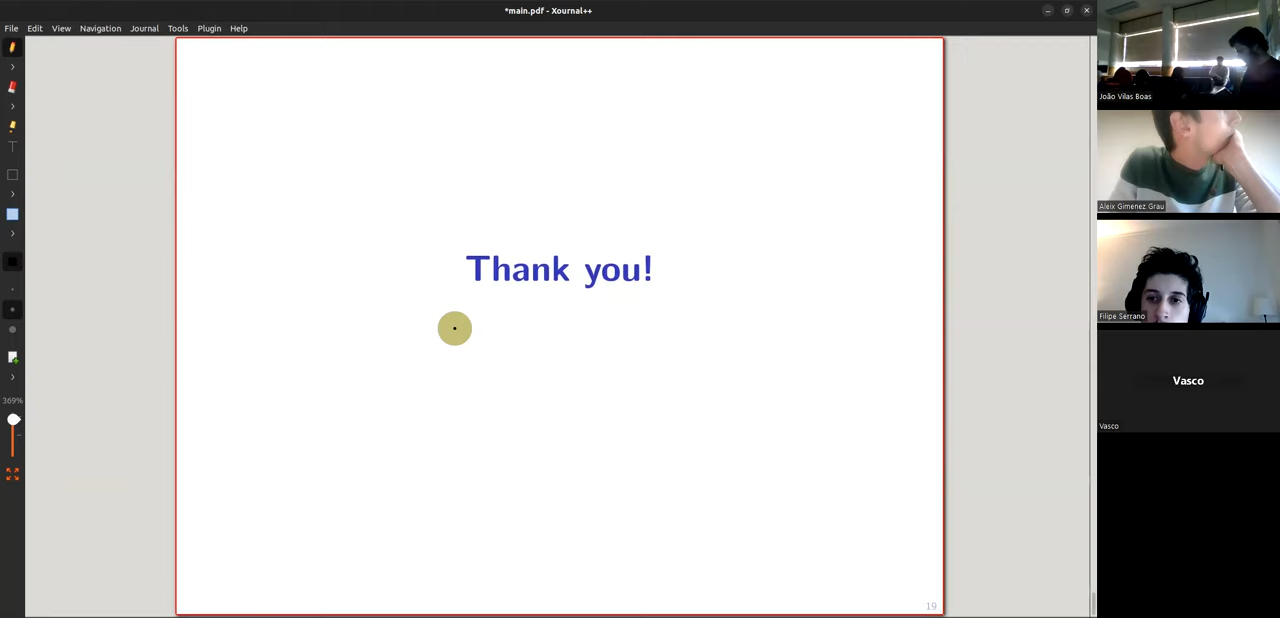 *main.pdf - Xournal++
File Edit View Navigation Journal Tools Plugin Help
João Vilas Boas
Aleix Gimenez Grau
Thank you!
Filipe Serrano
Vasco
369%
Vasco
19